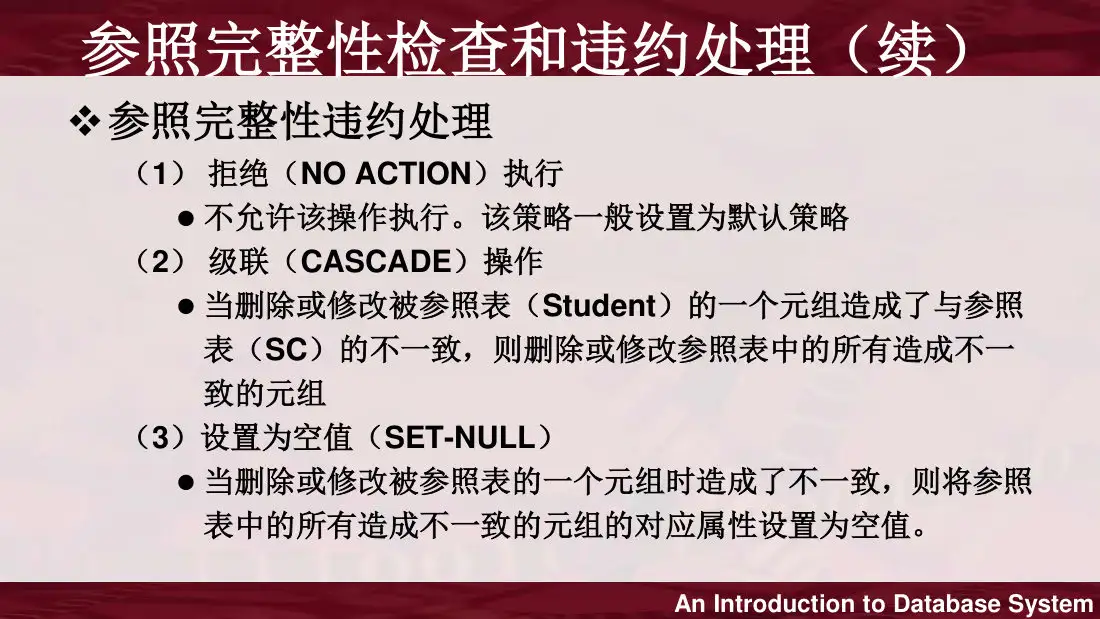 参照完整性检查和违约处理（续）
❖参照完整性违约处理
（1） 拒绝（NO ACTION）执行
● 不允许该操作执行。该策略一般设置为默认策略
（2） 级联（CASCADE）操作
● 当删除或修改被参照表（Student）的一个元组造成了与参照
表（SC）的不一致，则删除或修改参照表中的所有造成不一
致的元组
（3）设置为空值（SET-NULL）
● 当删除或修改被参照表的一个元组时造成了不一致，则将参照
表中的所有造成不一致的元组的对应属性设置为空值。
An Introduction to Database System